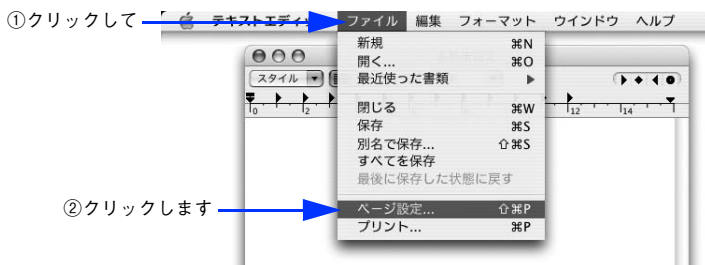 ①クリックして
テキストエディット ファイル 編集 フォーマット ウインドウ ヘルプ
新規 ⌘N
開く... ⌘O
最近使った書類 ▶
スタイル
閉じる ⌘W
保存 ⌘S
別名で保存... ⇧⌘S
すべてを保存
最後に保存した状態に戻す
0 2 12 14
②クリックします
ページ設定... ⇧⌘P
プリント... ⌘P